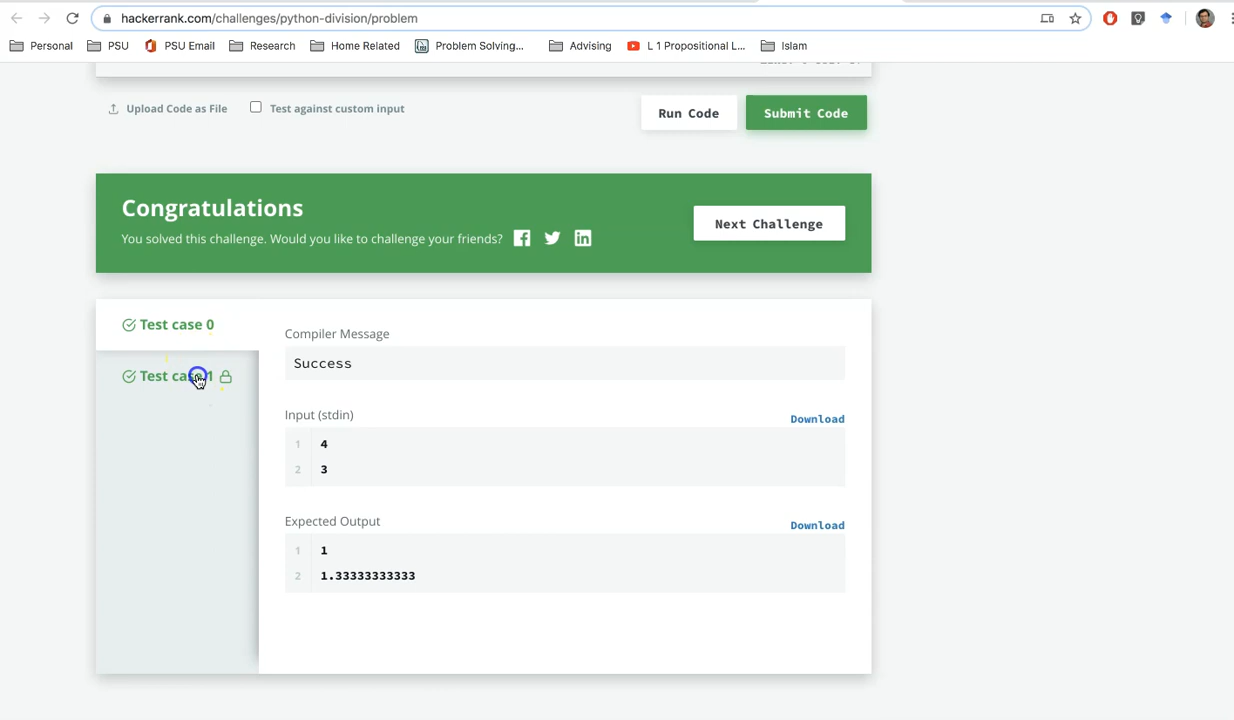 hackerrank.com/challenges/python-division/problem
Personal PSU PSU Email Research Home Related Problem Solving... Advising L 1 Propositional L... Islam
Upload Code as File Test against custom input Run Code Submit Code
Congratulations
You solved this challenge. Would you like to challenge your friends?
Next Challenge
Test case 0
Test case 1
Compiler Message
Success
Input (stdin)
Download
1 4
2 3
Expected Output
Download
1 1
2 1.33333333333